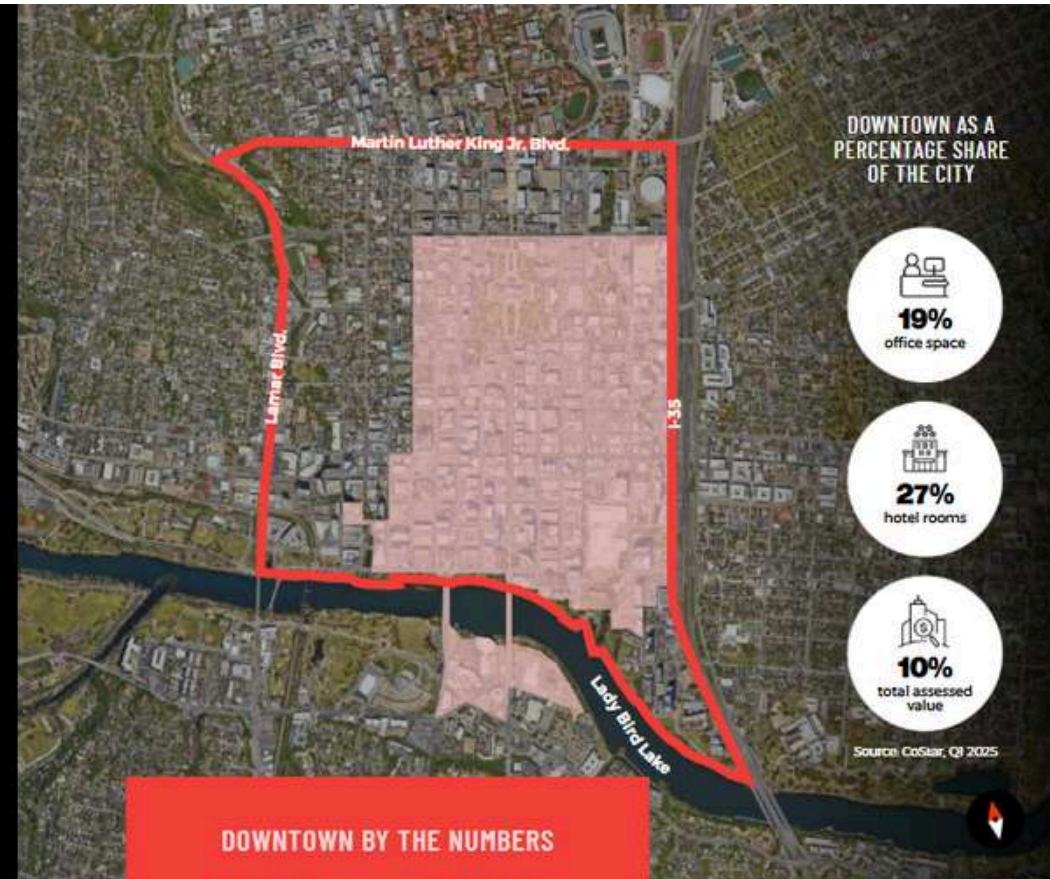 Martin Luther King Jr. Blvd.
Lamar Blvd.
I-35
Lady Bird Lake
DOWNTOWN AS A
PERCENTAGE SHARE
OF THE CITY
19%
office space
27%
hotel rooms
10%
total assessed
value
Source: CoStar, Q1 2025
DOWNTOWN BY THE NUMBERS